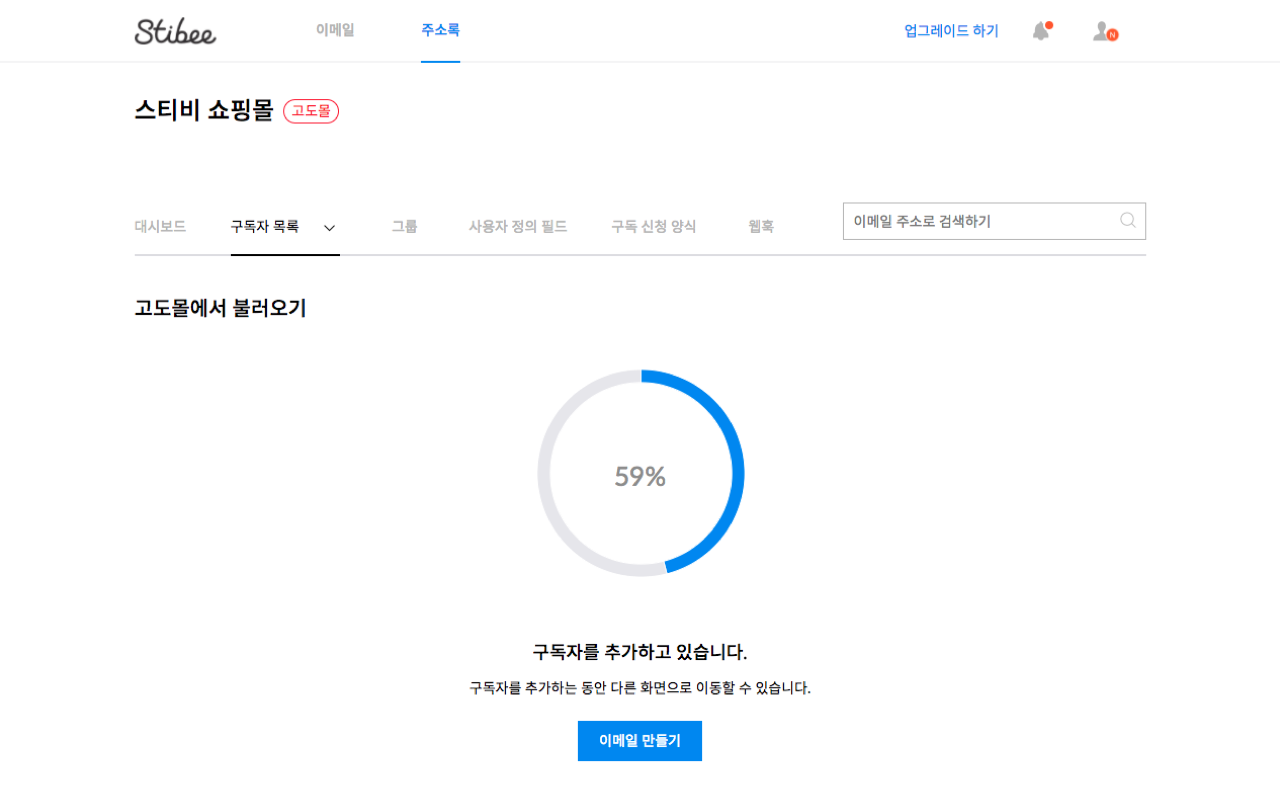 Stibee 이메일 주소록 업그레이드 하기 N
스티비 쇼핑몰 고도몰
대시보드 구독자 목록 그룹 사용자 정의 필드 구독 신청 양식 웹훅 이메일 주소로 검색하기
고도몰에서 불러오기
59%
구독자를 추가하고 있습니다.
구독자를 추가하는 동안 다른 화면으로 이동할 수 있습니다.
이메일 만들기